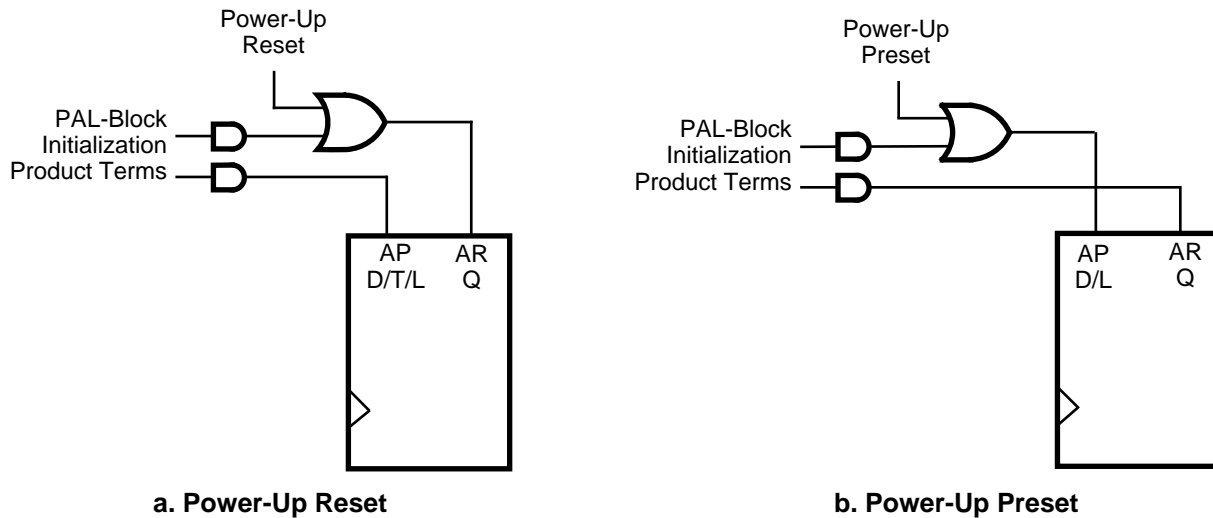 Power-Up
Reset
PAL-Block
Initialization
Product Terms
AP
AR
D/T/L
Q
a. Power-Up Reset
Power-Up
Preset
PAL-Block
Initialization
Product Terms
AP
AR
D/L
Q
b. Power-Up Preset